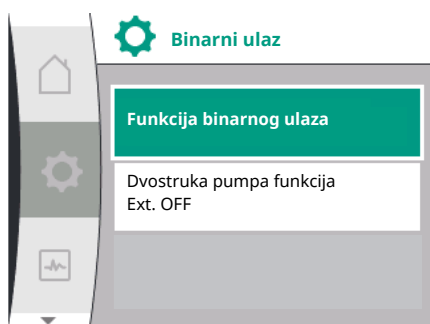 Binarni ulaz
Funkcija binarnog ulaza
Dvostruka pumpa funkcija
Ext. OFF